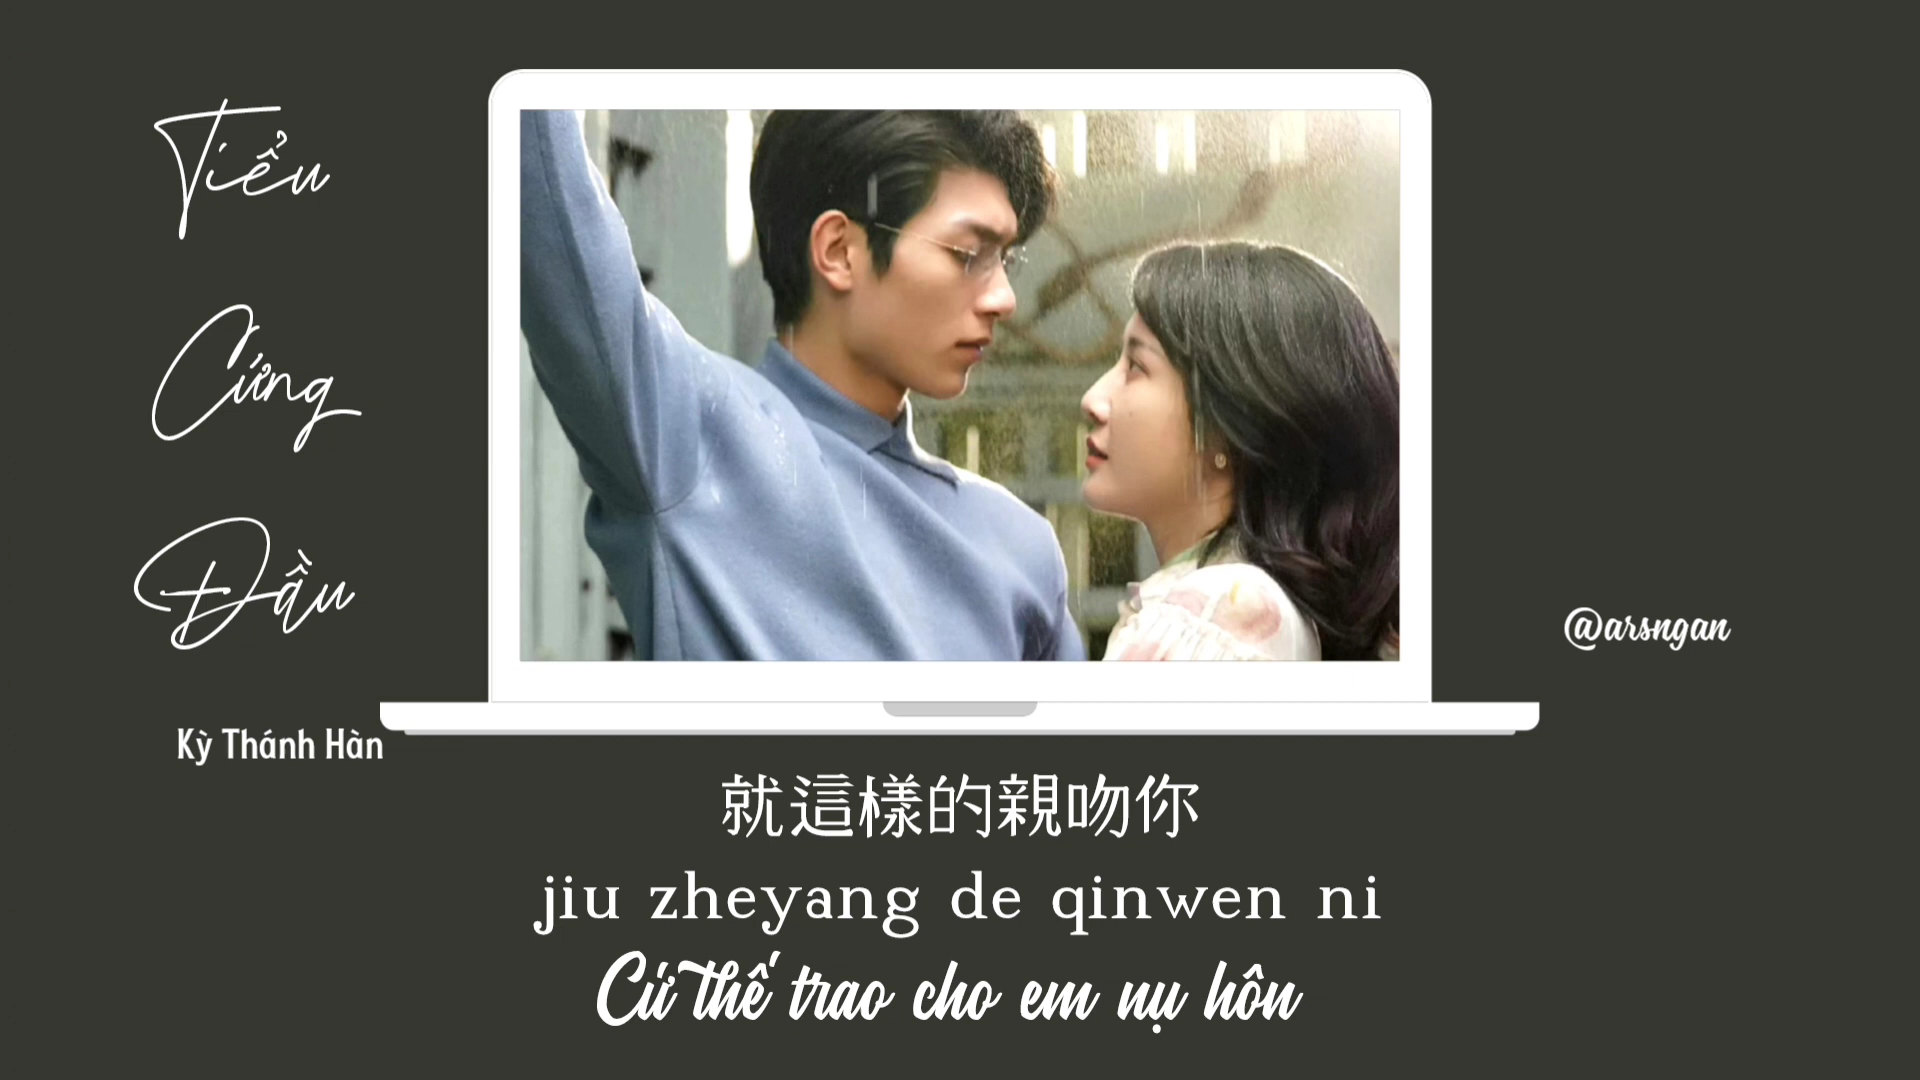 Tiểu
Cứng
Đầu
Kỳ Thánh Hàn
@arsngan
就這樣的親吻你
jiu zheyang de qinwen ni
Cứ thế trao cho em nụ hôn